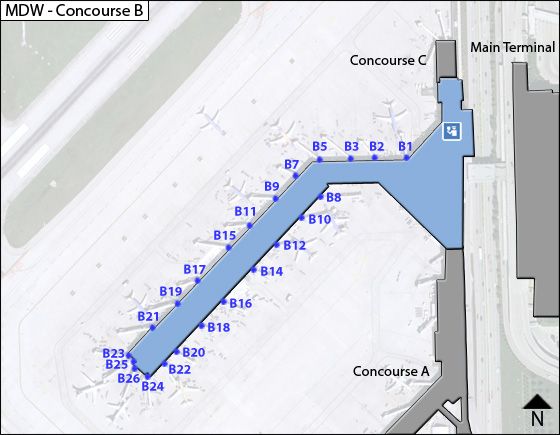 MDW - Concourse B
Main Terminal
Concourse C
B5
B3
B2
B1
B7
B9
B8
B11
B10
B15
B12
B17
B14
B19
B16
B21
B18
B23
B20
B25
B22
B26
B24
Concourse A
N